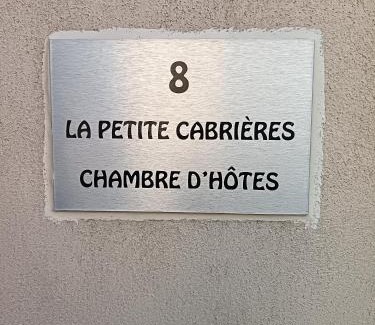 8
LA PETITE CABRIÈRES
CHAMBRE D'HÔTES